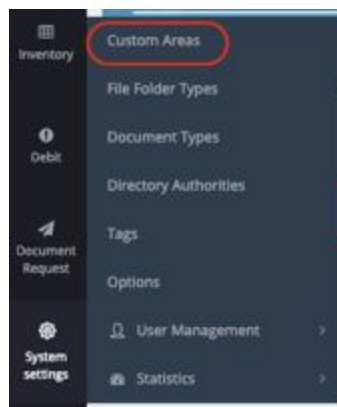 Inventory
Debit
Document
Request
System
settings
Custom Areas
File Folder Types
Document Types
Directory Authorities
Tags
Options
User Management
Statistics